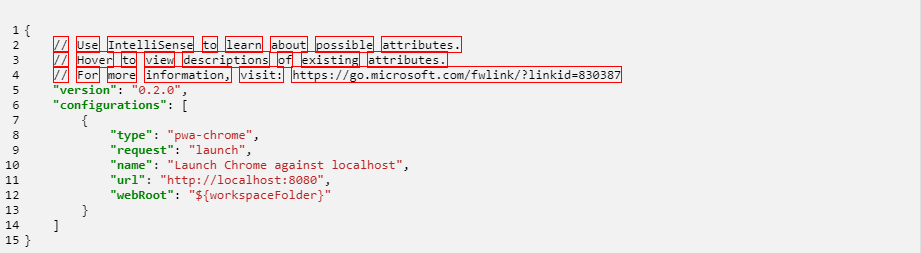 1 {
2     // Use IntelliSense to learn about possible attributes.
3     // Hover to view descriptions of existing attributes.
4     // For more information, visit: https://go.microsoft.com/fwlink/?linkid=830387
5     "version": "0.2.0",
6     "configurations": [
7         {
8             "type": "pwa-chrome",
9             "request": "launch",
10             "name": "Launch Chrome against localhost",
11             "url": "http://localhost:8080",
12             "webRoot": "${workspaceFolder}"
13         }
14     ]
15 }